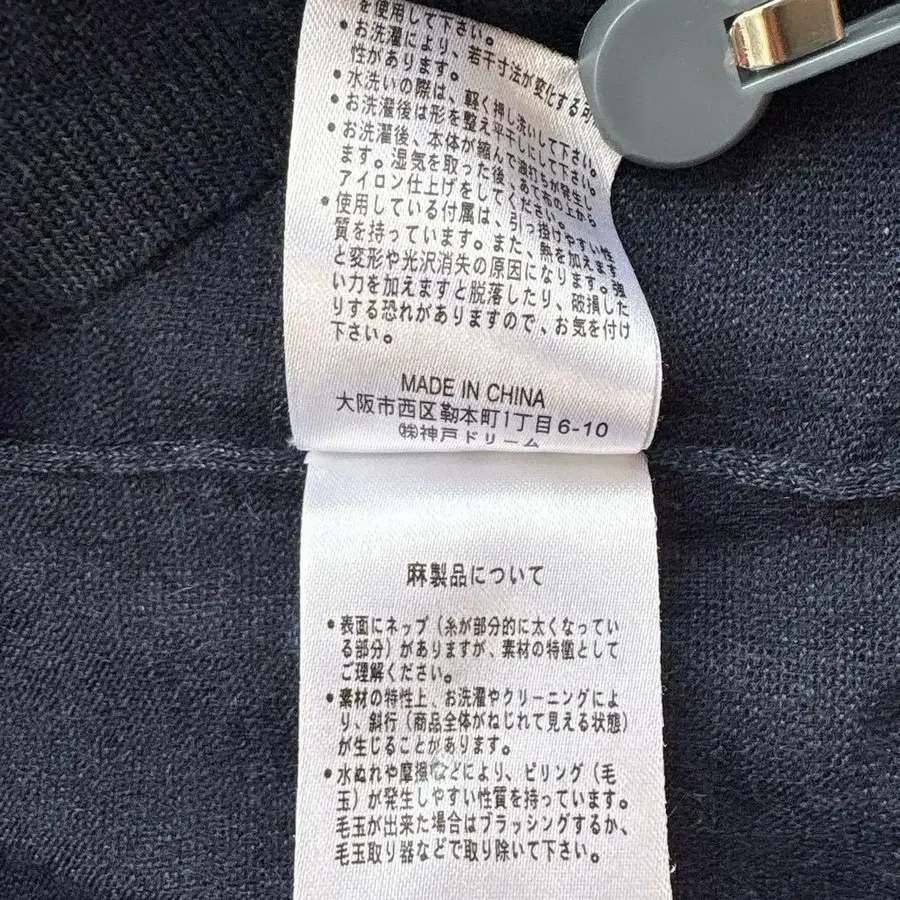 を使用して下さい。
●お洗濯により、若干寸法が変化する可
性があります。
●水洗いの際は、軽く押し洗いして下さい。
●お洗濯後は形を整え平干しにして下さい。
●お洗濯後、本体が縮んで波打ちが発生し
ます。湿気を取った後、あて布の上から
アイロン仕上げをしてください。
●使用している付属は、引っ掛けやすい性
質を持っています。また、熱を加えます
と変形や光沢消失の原因になります。強
い力を加えますと脱落したり、破損した
りする恐れがありますので、お気を付け
下さい。
MADE IN CHINA
大阪市西区靭本町1丁目6-10
㈱神戸ドリーム
麻製品について
●表面にネップ（糸が部分的に太くなってい
る部分）がありますが、素材の特徴として
ご理解ください。
●素材の特性上、お洗濯やクリーニングによ
り、斜行（商品全体がねじれて見える状態）
が生じることがあります。
●水ぬれや摩擦などにより、ピリング（毛
玉）が発生しやすい性質を持っています。
毛玉が出来た場合はブラッシングするか、
毛玉取り器などで取り除いて下さい。